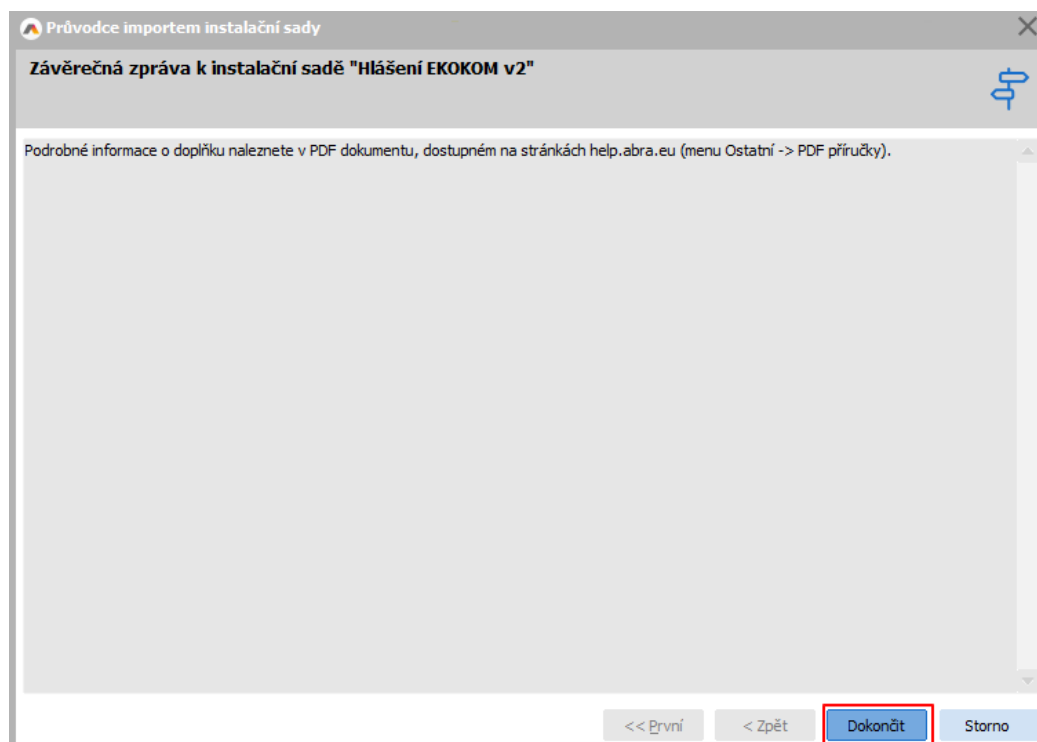 Průvodce importem instalační sady
Závěrečná zpráva k instalační sadě "Hlášení EKOKOM v2"
Podrobné informace o doplňku naleznete v PDF dokumentu, dostupném na stránkách help.abra.eu (menu Ostatní -> PDF příručky).
<< První < Zpět Dokončit Storno